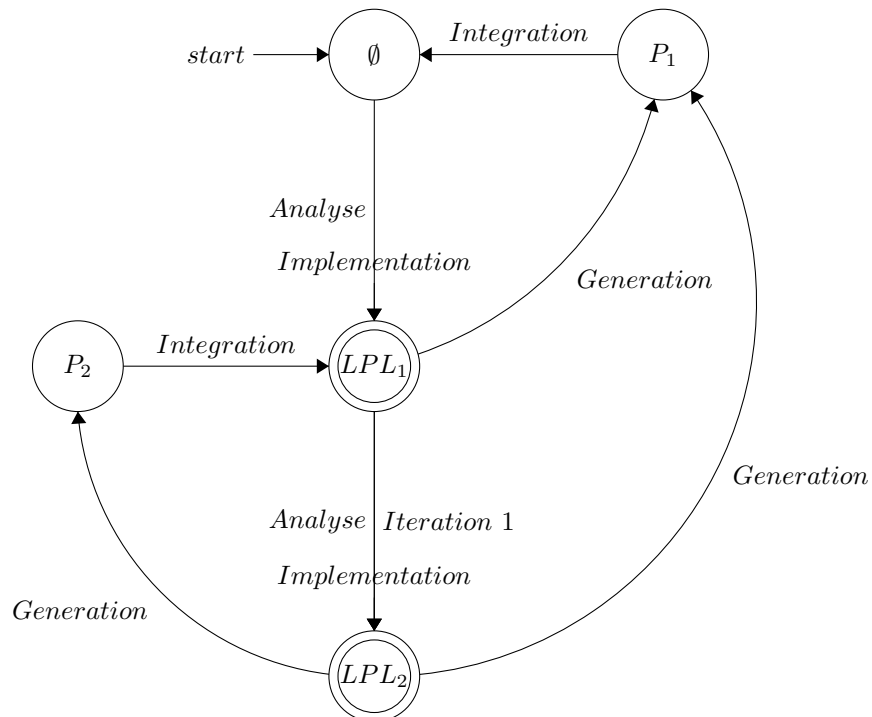 start
∅
Integration
P₁
Analyse
Implementation
Generation
P₂
Integration
LPL₁
Generation
Analyse
Iteration 1
Implementation
Generation
LPL₂